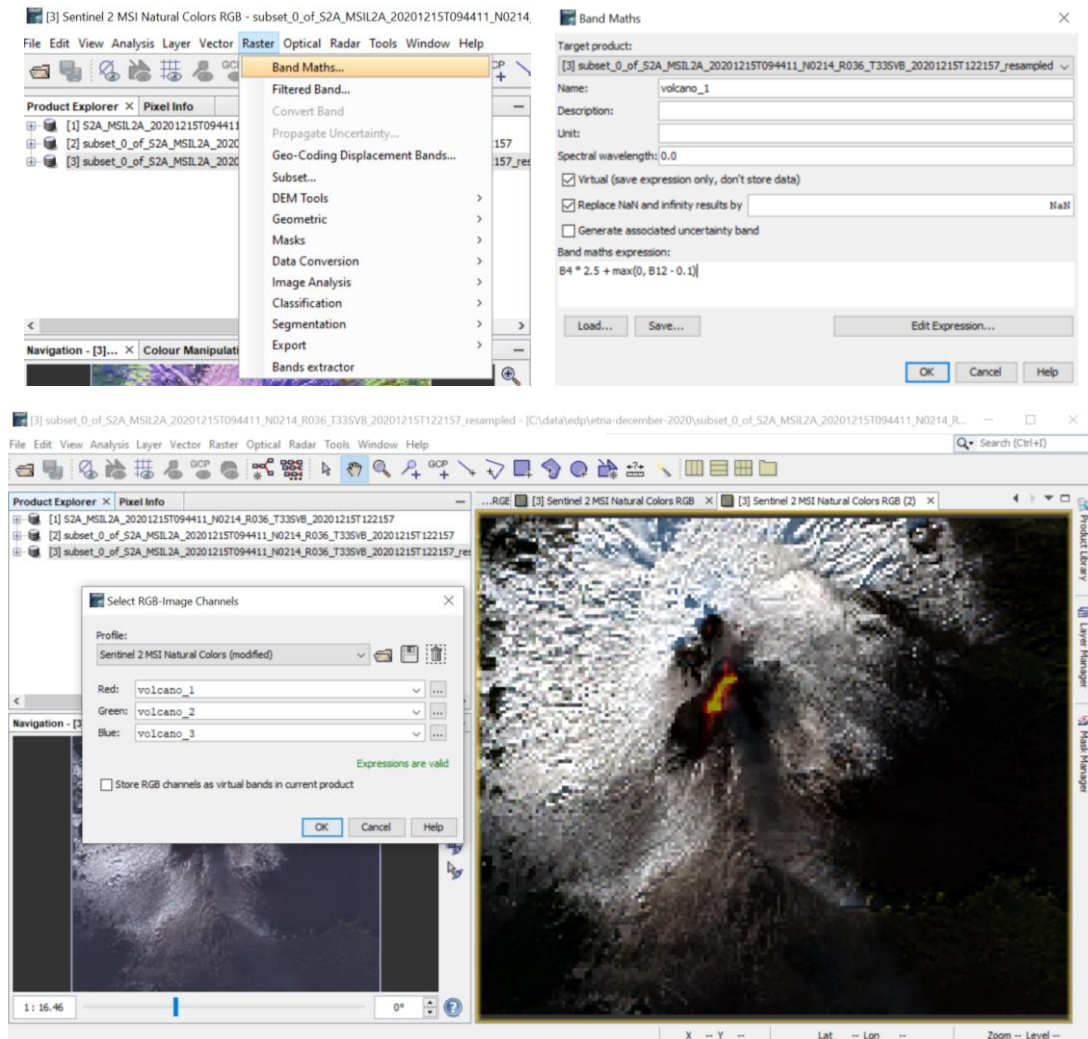 [3] Sentinel 2 MSI Natural Colors RGB - subset_0_of_S2A_MSIL2A_20201215T094411_N0214_
File Edit View Analysis Layer Vector Raster Optical Radar Tools Window Help
GCP
Band Maths...
Filtered Band...
Convert Band
Propagate Uncertainty...
Geo-Coding Displacement Bands...
Subset...
DEM Tools
Geometric
Masks
Data Conversion
Image Analysis
Classification
Segmentation
Export
Bands extractor
Product Explorer Pixel Info
[1] S2A_MSIL2A_20201215T094411
[2] subset_0_of_S2A_MSIL2A_2020
157
[3] subset_0_of_S2A_MSIL2A_2020
157_res
Navigation - [3]... Colour Manipulati
Band Maths
Target product:
[3] subset_0_of_S2A_MSIL2A_20201215T094411_N0214_R036_T33SVB_20201215T122157_resampled
Name: volcano_1
Description:
Unit:
Spectral wavelength: 0.0
Virtual (save expression only, don't store data)
Replace NaN and infinity results by NaN
Generate associated uncertainty band
Band maths expression:
B4 * 2.5 + max(0, B12 - 0.1)
Load... Save... Edit Expression...
OK Cancel Help
[3] subset_0_of_S2A_MSIL2A_20201215T094411_N0214_R036_T33SVB_20201215T122157_resampled - [C:\data\edp\etna-december-2020\subset_0_of_S2A_MSIL2A_20201215T094411_N0214_R...
File Edit View Analysis Layer Vector Raster Optical Radar Tools Window Help
Search (Ctrl+I)
GCP GCP
Product Explorer Pixel Info
...RGB [3] Sentinel 2 MSI Natural Colors RGB [3] Sentinel 2 MSI Natural Colors RGB (2)
[1] S2A_MSIL2A_20201215T094411_N0214_R036_T33SVB_20201215T122157
[2] subset_0_of_S2A_MSIL2A_20201215T094411_N0214_R036_T33SVB_20201215T122157
[3] subset_0_of_S2A_MSIL2A_20201215T094411_N0214_R036_T33SVB_20201215T122157_res
Select RGB-Image Channels
Profile:
Sentinel 2 MSI Natural Colors (modified)
Red: volcano_1
Green: volcano_2
Blue: volcano_3
Expressions are valid
Store RGB channels as virtual bands in current product
OK Cancel Help
Navigation - [3
1 : 16.46
0°
Product Library
Layer Manager
Mask Manager
X -- Y -- Lat -- Lon -- Zoom -- Level --